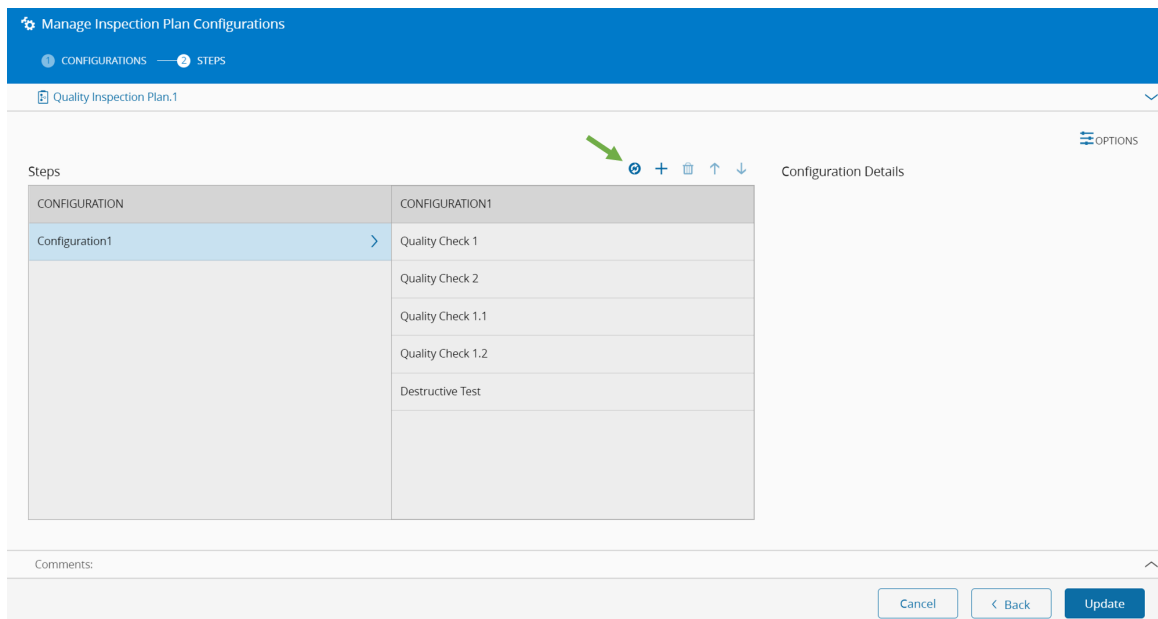 Manage Inspection Plan Configurations
1 CONFIGURATIONS 2 STEPS
Quality Inspection Plan.1
OPTIONS
Steps
Configuration Details
CONFIGURATION
CONFIGURATION1
Configuration1
Quality Check 1
Quality Check 2
Quality Check 1.1
Quality Check 1.2
Destructive Test
Comments:
Cancel
Back
Update